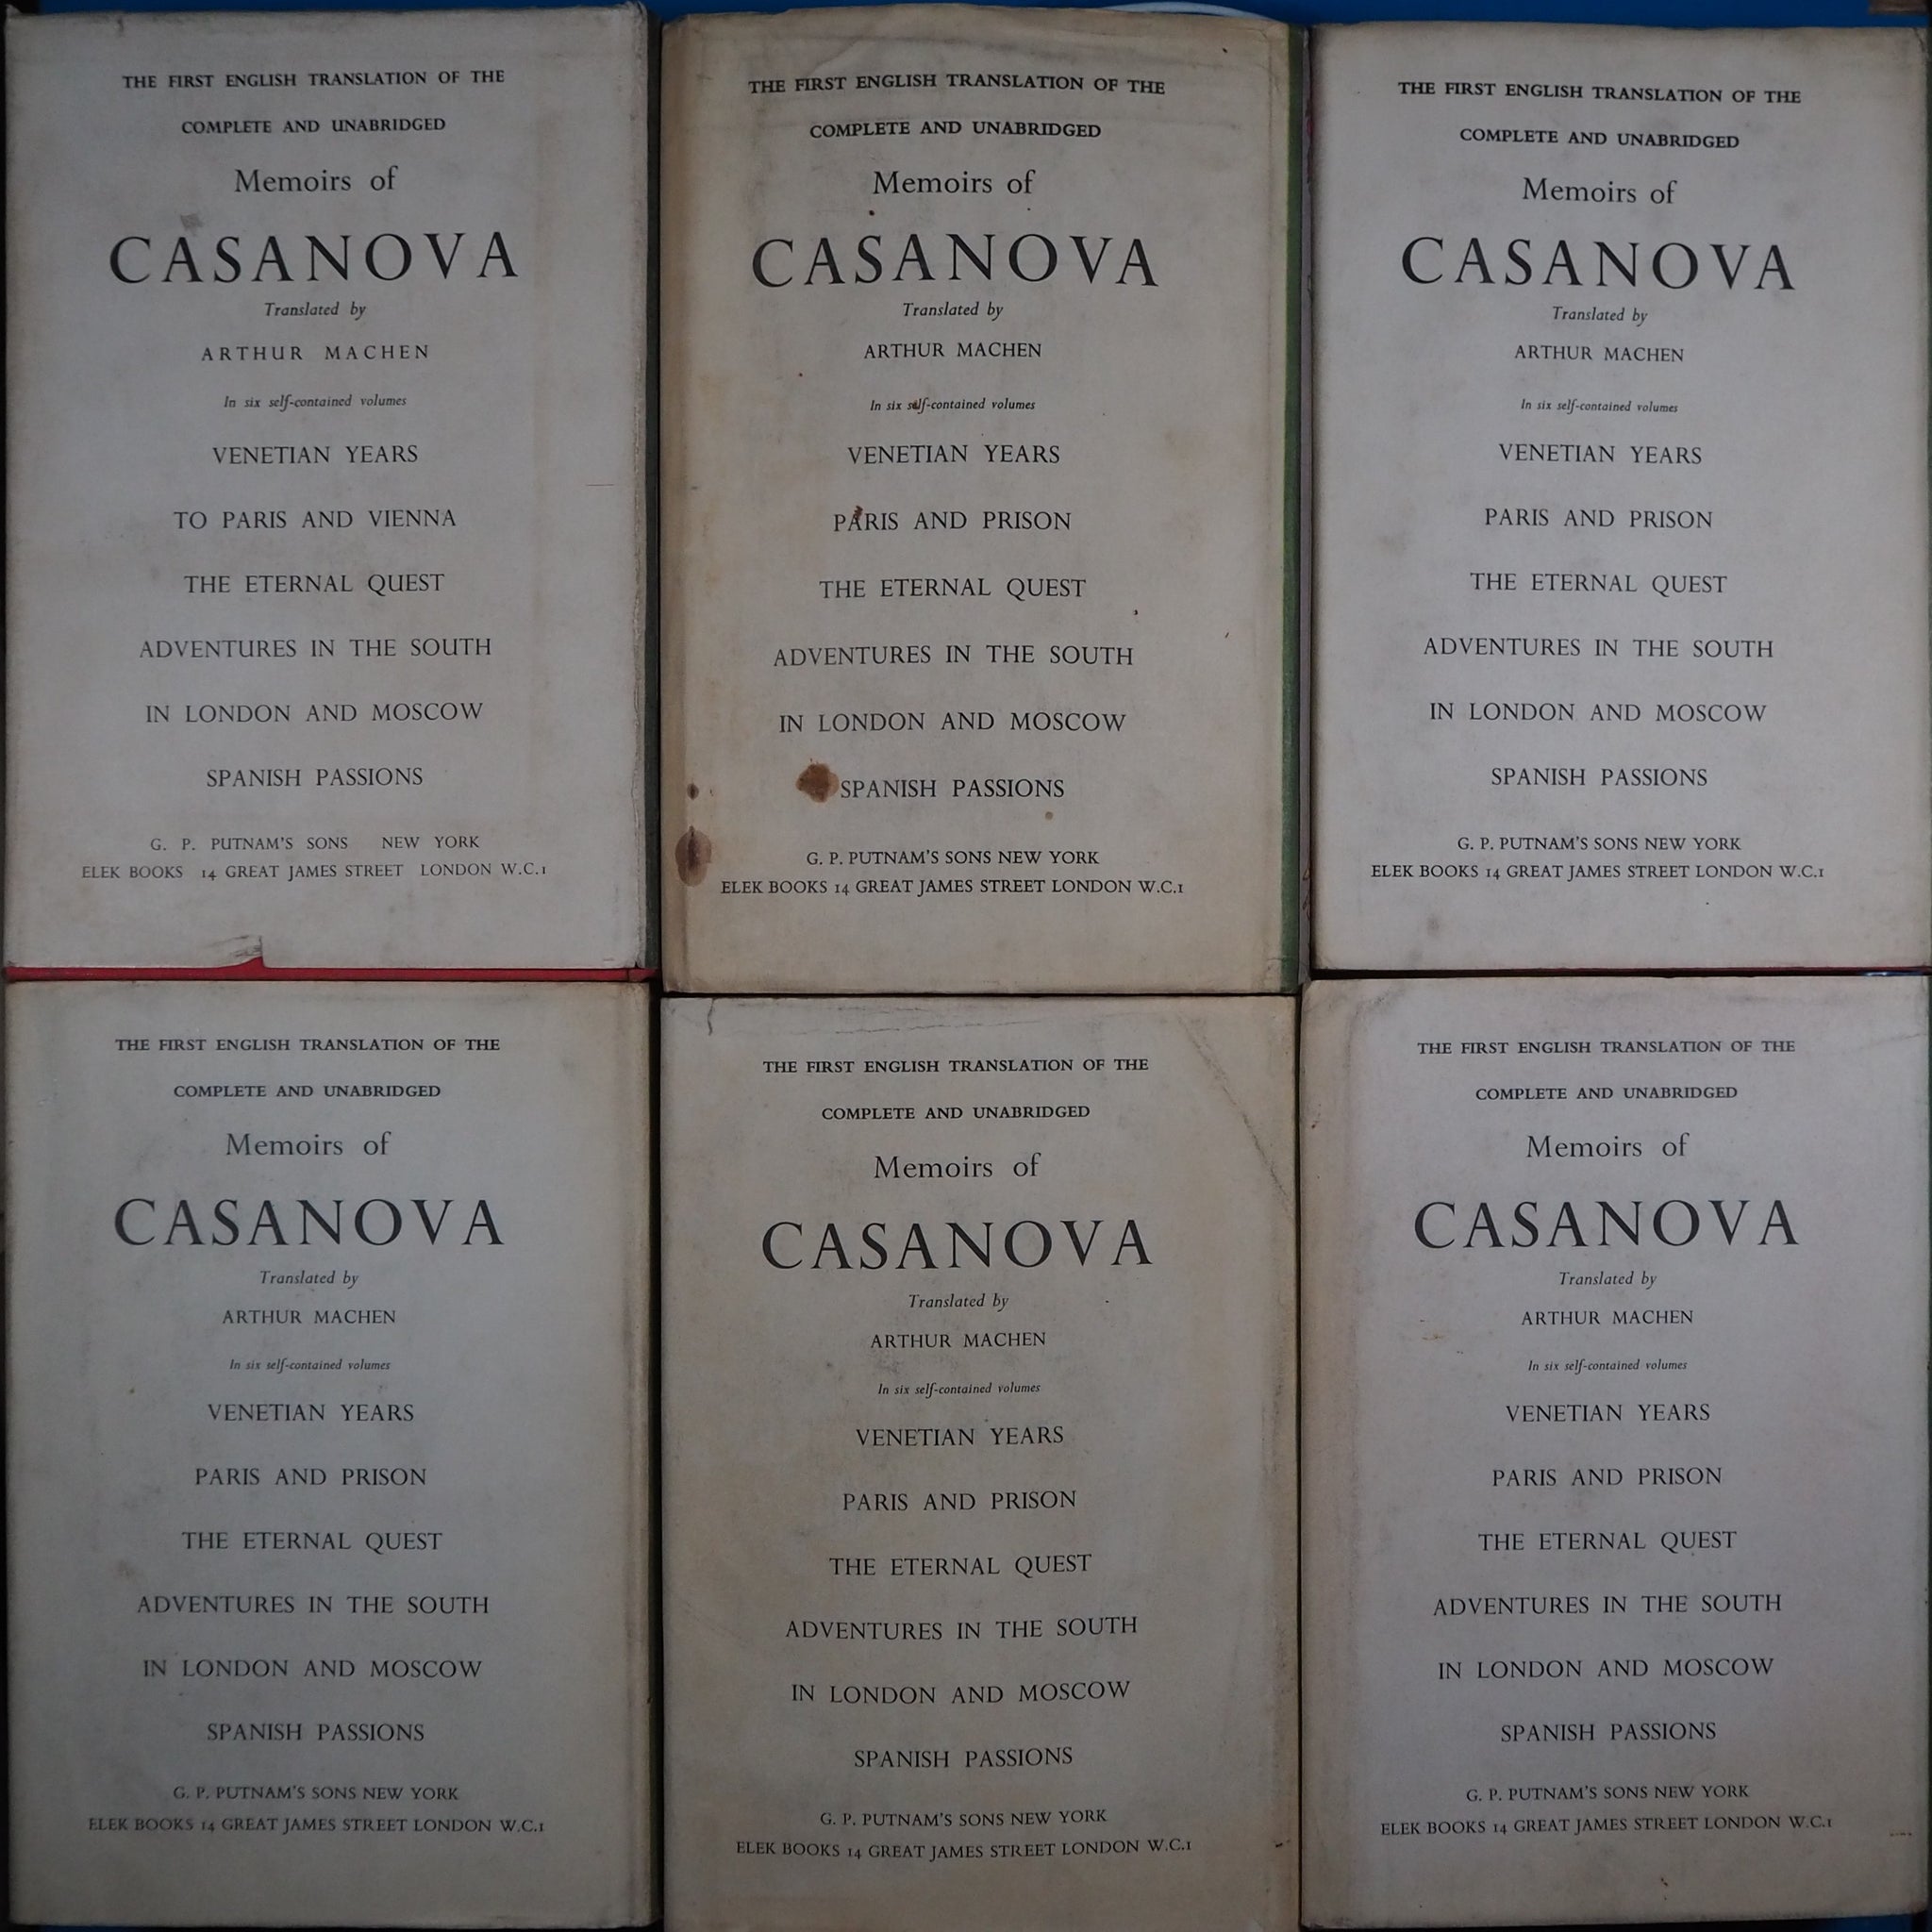 THE FIRST ENGLISH TRANSLATION OF THE
COMPLETE AND UNABRIDGED
Memoirs of
CASANOVA
Translated by
ARTHUR MACHEN
In six self-contained volumes
VENETIAN YEARS
TO PARIS AND VIENNA
THE ETERNAL QUEST
ADVENTURES IN THE SOUTH
IN LONDON AND MOSCOW
SPANISH PASSIONS
G. P. PUTNAM'S SONS NEW YORK
ELEK BOOKS 14 GREAT JAMES STREET LONDON W.C.1
THE FIRST ENGLISH TRANSLATION OF THE
COMPLETE AND UNABRIDGED
Memoirs of
CASANOVA
Translated by
ARTHUR MACHEN
In six self-contained volumes
VENETIAN YEARS
PARIS AND PRISON
THE ETERNAL QUEST
ADVENTURES IN THE SOUTH
IN LONDON AND MOSCOW
SPANISH PASSIONS
G. P. PUTNAM'S SONS NEW YORK
ELEK BOOKS 14 GREAT JAMES STREET LONDON W.C.1
THE FIRST ENGLISH TRANSLATION OF THE
COMPLETE AND UNABRIDGED
Memoirs of
CASANOVA
Translated by
ARTHUR MACHEN
In six self-contained volumes
VENETIAN YEARS
PARIS AND PRISON
THE ETERNAL QUEST
ADVENTURES IN THE SOUTH
IN LONDON AND MOSCOW
SPANISH PASSIONS
G. P. PUTNAM'S SONS NEW YORK
ELEK BOOKS 14 GREAT JAMES STREET LONDON W.C.1
THE FIRST ENGLISH TRANSLATION OF THE
COMPLETE AND UNABRIDGED
Memoirs of
CASANOVA
Translated by
ARTHUR MACHEN
In six self-contained volumes
VENETIAN YEARS
PARIS AND PRISON
THE ETERNAL QUEST
ADVENTURES IN THE SOUTH
IN LONDON AND MOSCOW
SPANISH PASSIONS
G. P. PUTNAM'S SONS NEW YORK
ELEK BOOKS 14 GREAT JAMES STREET LONDON W.C.1
THE FIRST ENGLISH TRANSLATION OF THE
COMPLETE AND UNABRIDGED
Memoirs of
CASANOVA
Translated by
ARTHUR MACHEN
In six self-contained volumes
VENETIAN YEARS
PARIS AND PRISON
THE ETERNAL QUEST
ADVENTURES IN THE SOUTH
IN LONDON AND MOSCOW
SPANISH PASSIONS
G. P. PUTNAM'S SONS NEW YORK
ELEK BOOKS 14 GREAT JAMES STREET LONDON W.C.1
THE FIRST ENGLISH TRANSLATION OF THE
COMPLETE AND UNABRIDGED
Memoirs of
CASANOVA
Translated by
ARTHUR MACHEN
In six self-contained volumes
VENETIAN YEARS
PARIS AND PRISON
THE ETERNAL QUEST
ADVENTURES IN THE SOUTH
IN LONDON AND MOSCOW
SPANISH PASSIONS
G. P. PUTNAM'S SONS NEW YORK
ELEK BOOKS 14 GREAT JAMES STREET LONDON W.C.1